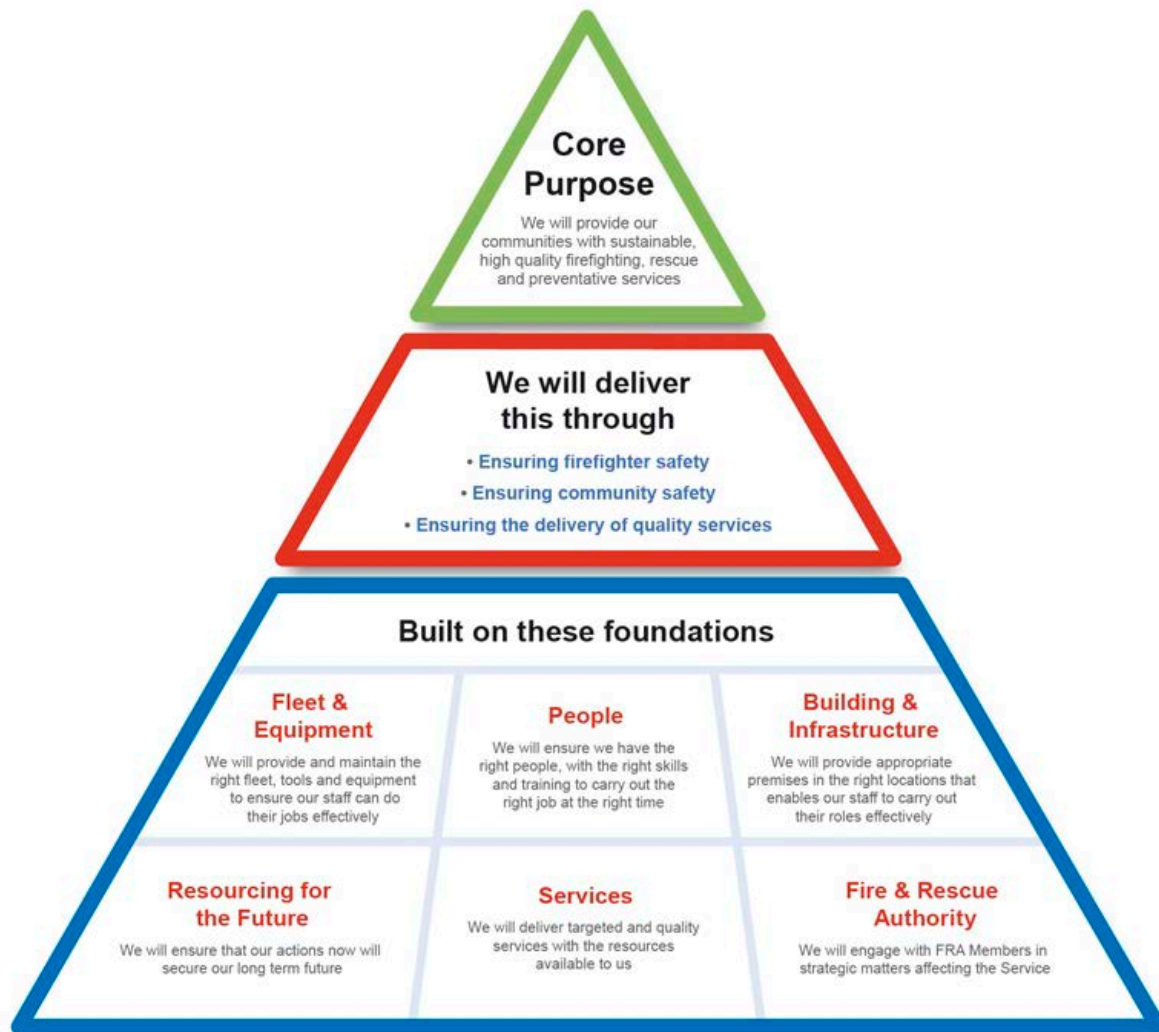 Core
Purpose
We will provide our
communities with sustainable,
high quality firefighting, rescue
and preventative services
We will deliver
this through
• Ensuring firefighter safety
• Ensuring community safety
• Ensuring the delivery of quality services
Built on these foundations
Fleet &
Equipment
We will provide and maintain the
right fleet, tools and equipment
to ensure our staff can do
their jobs effectively
People
We will ensure we have the
right people, with the right skills
and training to carry out the
right job at the right time
Building &
Infrastructure
We will provide appropriate
premises in the right locations that
enables our staff to carry out
their roles effectively
Resourcing for
the Future
We will ensure that our actions now will
secure our long term future
Services
We will deliver targeted and quality
services with the resources
available to us
Fire & Rescue
Authority
We will engage with FRA Members in
strategic matters affecting the Service